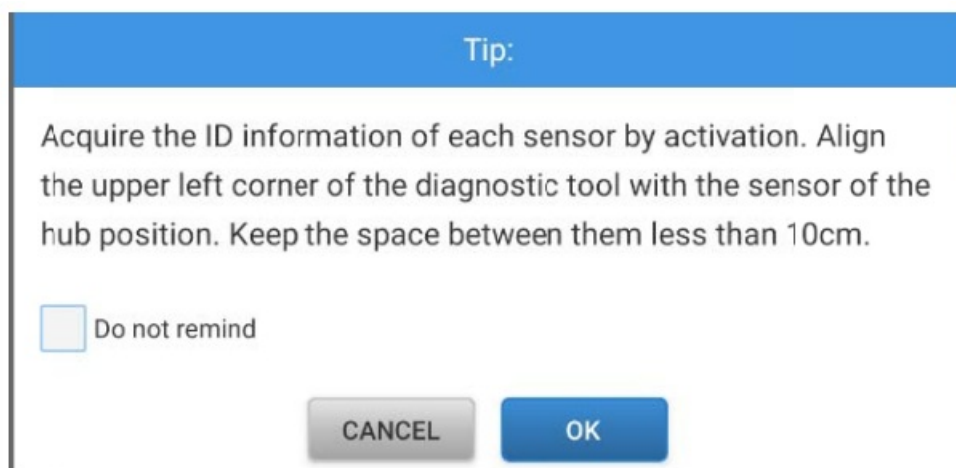 Tip:
Acquire the ID information of each sensor by activation. Align
the upper left corner of the diagnostic tool with the sensor of the
hub position. Keep the space between them less than 10cm.
Do not remind
CANCEL OK